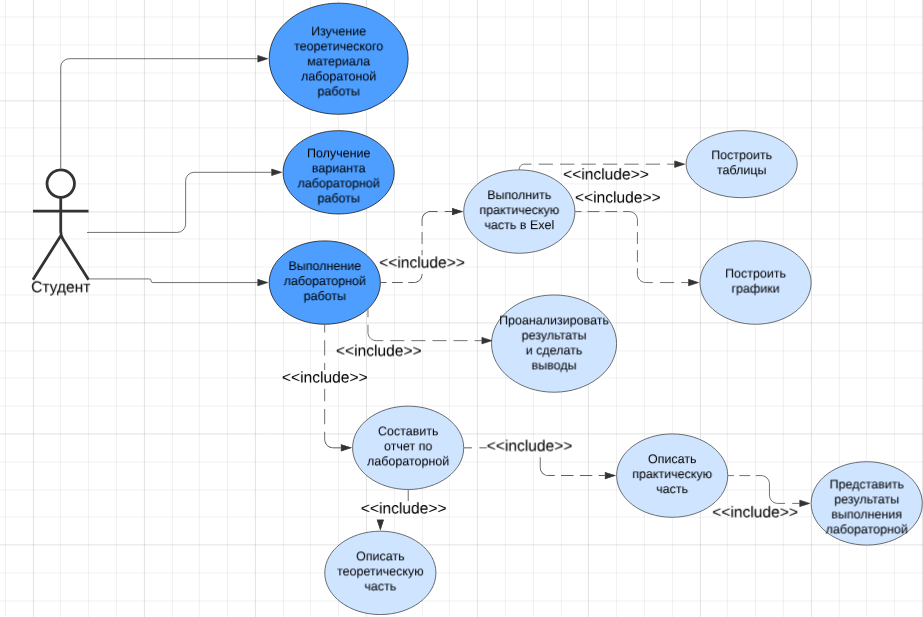 Изучение
теоретического
материала
лаборатоной
работы
Получение
варианта
лабораторной
работы
Построить
таблицы
<<include>>
Выполнить
практическую
часть в Exel
<<include>>
Студент
Выполнение
лабораторной
работы
<<include>>
Построить
графики
Проанализировать
результаты
и сделать
выводы
<<include>>
<<include>>
Составить
отчет по
лабораторной
<<include>>
Описать
практическую
часть
Представить
результаты
выполнения
лабораторной
<<include>>
<<include>>
Описать
теоретическую
часть